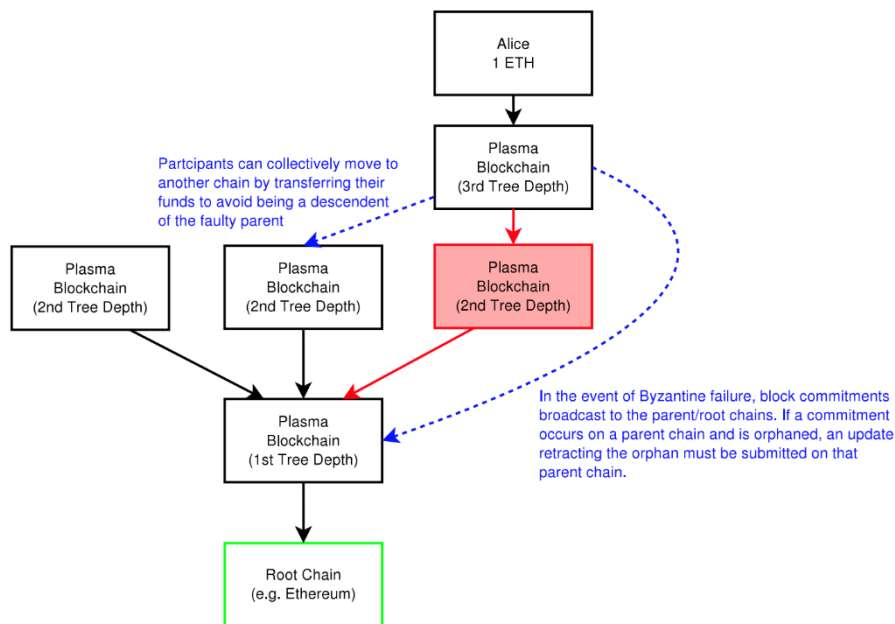 Alice
1 ETH
Plasma
Blockchain
(3rd Tree Depth)
Partcipants can collectively move to
another chain by transferring their
funds to avoid being a descendent
of the faulty parent
Plasma
Blockchain
(2nd Tree Depth)
Plasma
Blockchain
(2nd Tree Depth)
Plasma
Blockchain
(2nd Tree Depth)
In the event of Byzantine failure, block commitments
broadcast to the parent/root chains. If a commitment
occurs on a parent chain and is orphaned, an update
retracting the orphan must be submitted on that
parent chain.
Plasma
Blockchain
(1st Tree Depth)
Root Chain
(e.g. Ethereum)